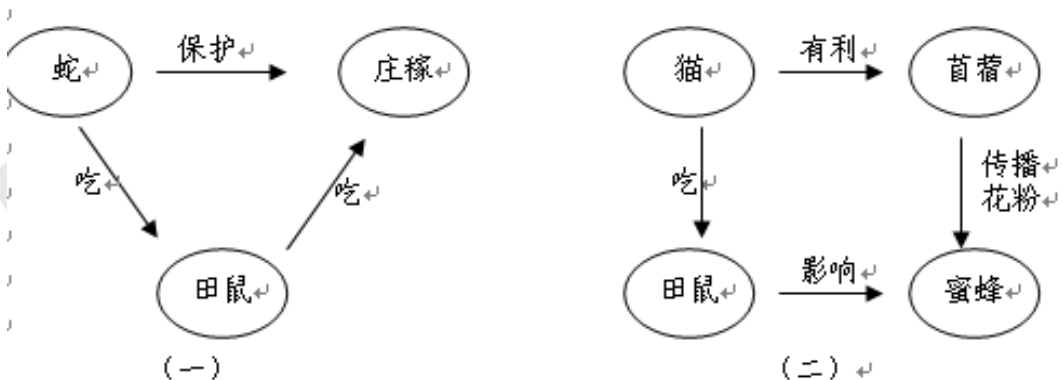 蛇
保护
庄稼
吃
吃
田鼠
（一）
猫
有利
苜蓿
吃
传播
花粉
田鼠
影响
蜜蜂
（二）